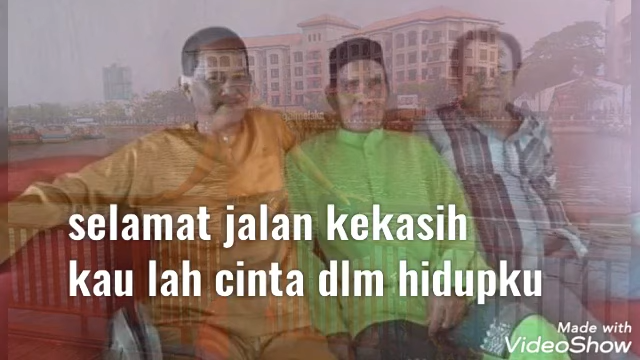 selamat jalan kekasih
kau lah cinta dlm hidupku
Made with
VideoShow